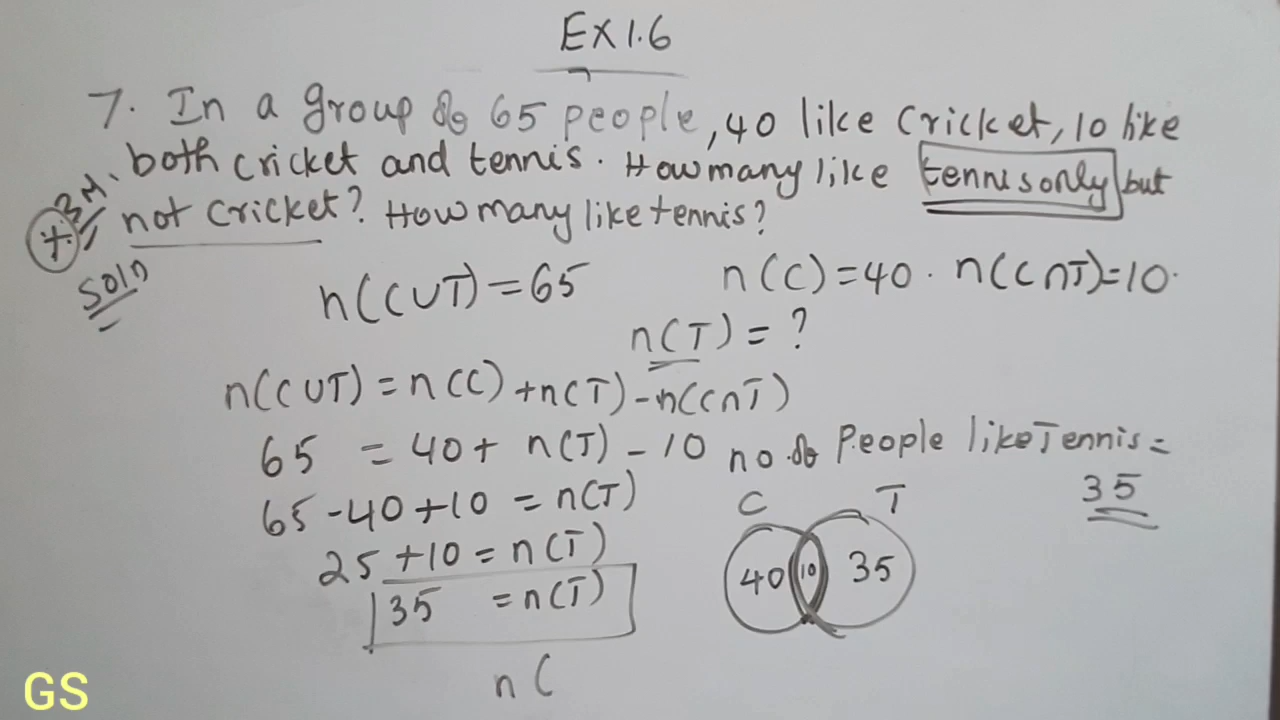 EX 1.6
7. In a group of 65 people, 40 like cricket, 10 like
both cricket and tennis. How many like tennis only but
not cricket? How many like tennis?
3M
Soln
n(C∪T) = 65 n(C) = 40. n(C∩T) = 10.
n(T) = ?
n(C∪T) = n(C) + n(T) - n(C∩T)
65 = 40 + n(T) - 10
65 - 40 + 10 = n(T)
25 + 10 = n(T)
35 = n(T)
n(
no. of People like Tennis =
35
C T
40 10 35
GS